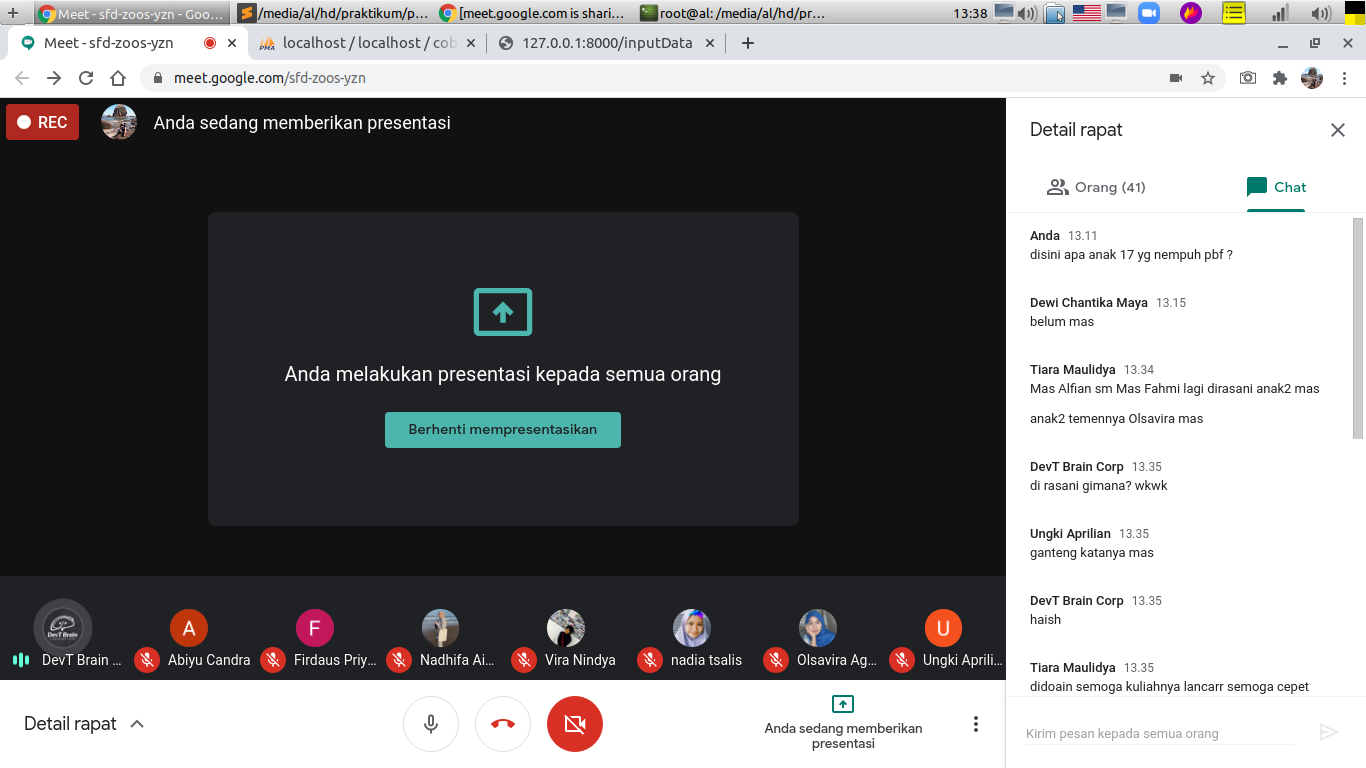 Meet - sfd-zoos-yzn - Goo...
/media/al/hd/praktikum/p...
[meet.google.com is shari...
root@al: /media/al/hd/pr...
13:38
Meet - sfd-zoos-yzn
PMA
localhost / localhost / cob
127.0.0.1:8000/inputData
meet.google.com/sfd-zoos-yzn
REC
Anda sedang memberikan presentasi
Anda melakukan presentasi kepada semua orang
Berhenti mempresentasikan
DevT Brain
DevT Brain ...
A
Abiyu Candra
F
Firdaus Priy...
Nadhifa Ai...
Vira Nindya
nadia tsalis
Olsavira Ag...
U
Ungki Aprili...
Detail rapat
Anda sedang memberikan
presentasi
Detail rapat
Orang (41)
Chat
Anda 13.11
disini apa anak 17 yg nempuh pbf ?
Dewi Chantika Maya 13.15
belum mas
Tiara Maulidya 13.34
Mas Alfian sm Mas Fahmi lagi dirasani anak2 mas
anak2 temennya Olsavira mas
DevT Brain Corp 13.35
di rasani gimana? wkwk
Ungki Aprilian 13.35
ganteng katanya mas
DevT Brain Corp 13.35
haish
Tiara Maulidya 13.35
didoain semoga kuliahnya lancarr semoga cepet
Kirim pesan kepada semua orang